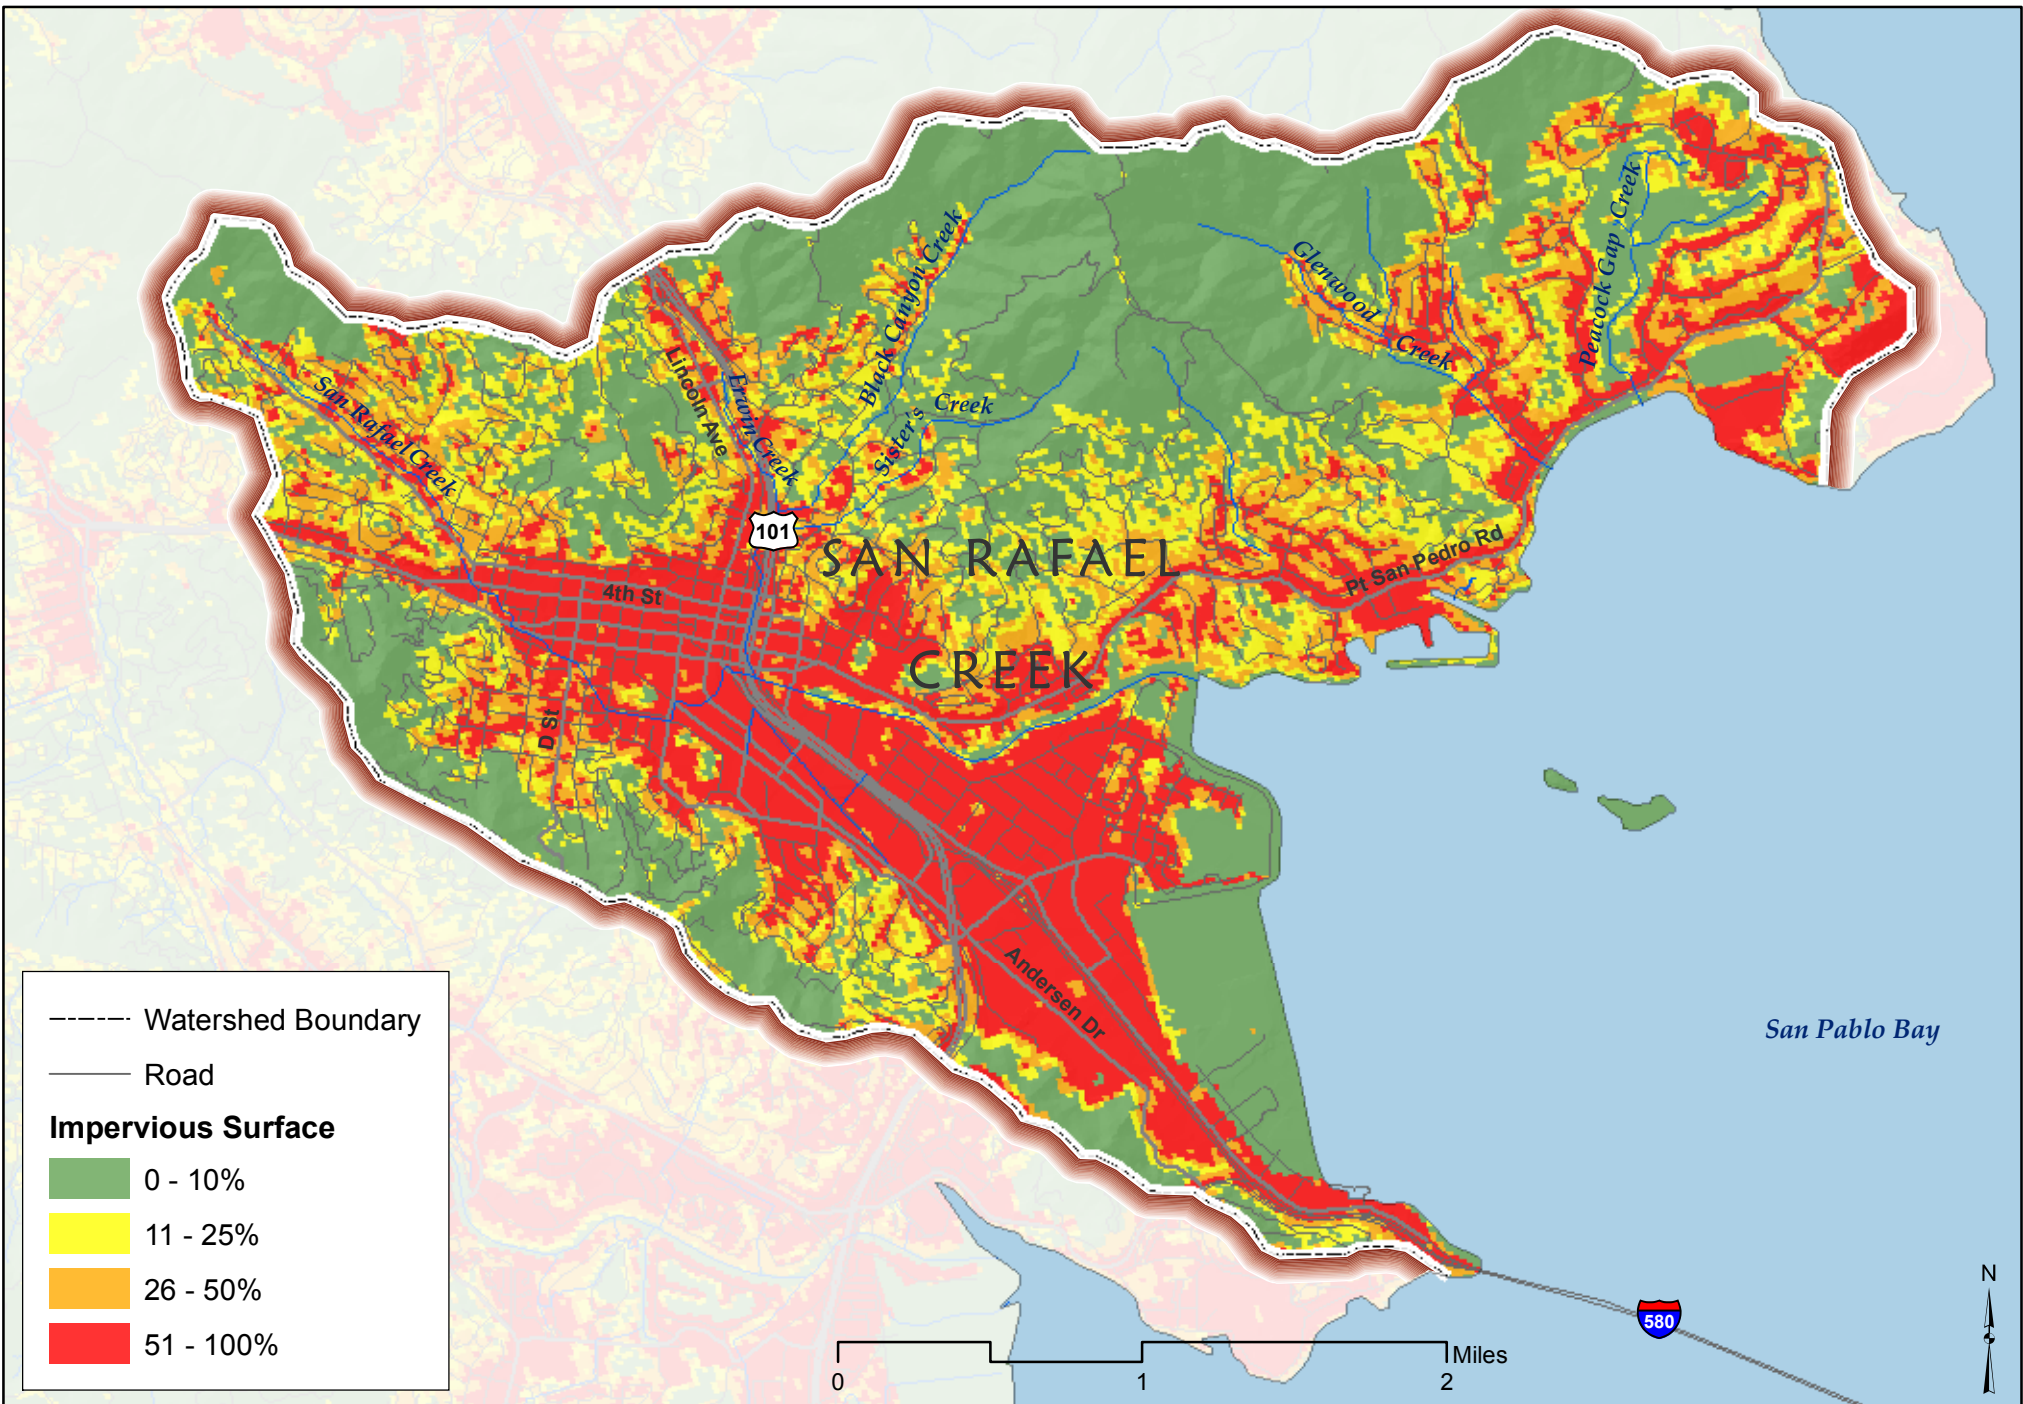 Peacock Gap Creek
Black Canyon Creek
Glenwood
Creek
Lincoln Ave
Erwin Creek
San Rafael Creek
Sister's
Creek
101
SAN RAFAEL
CREEK
4th St
Pt San Pedro Rd
D St
Andersen Dr
San Pablo Bay
Watershed Boundary
Road
Impervious Surface
0 - 10%
11 - 25%
26 - 50%
51 - 100%
580
N
Miles
0 1 2